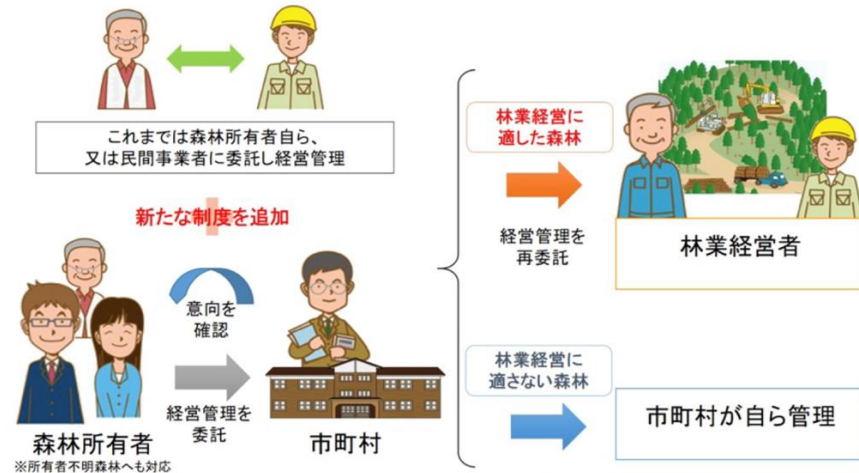 これまでは森林所有者自ら、
又は民間事業者に委託し経営管理
新たな制度を追加
意向を
確認
経営管理を
委託
森林所有者
※所有者不明森林へも対応
市町村
林業経営に
適した森林
経営管理を
再委託
林業経営者
林業経営に
適さない森林
市町村が自ら管理